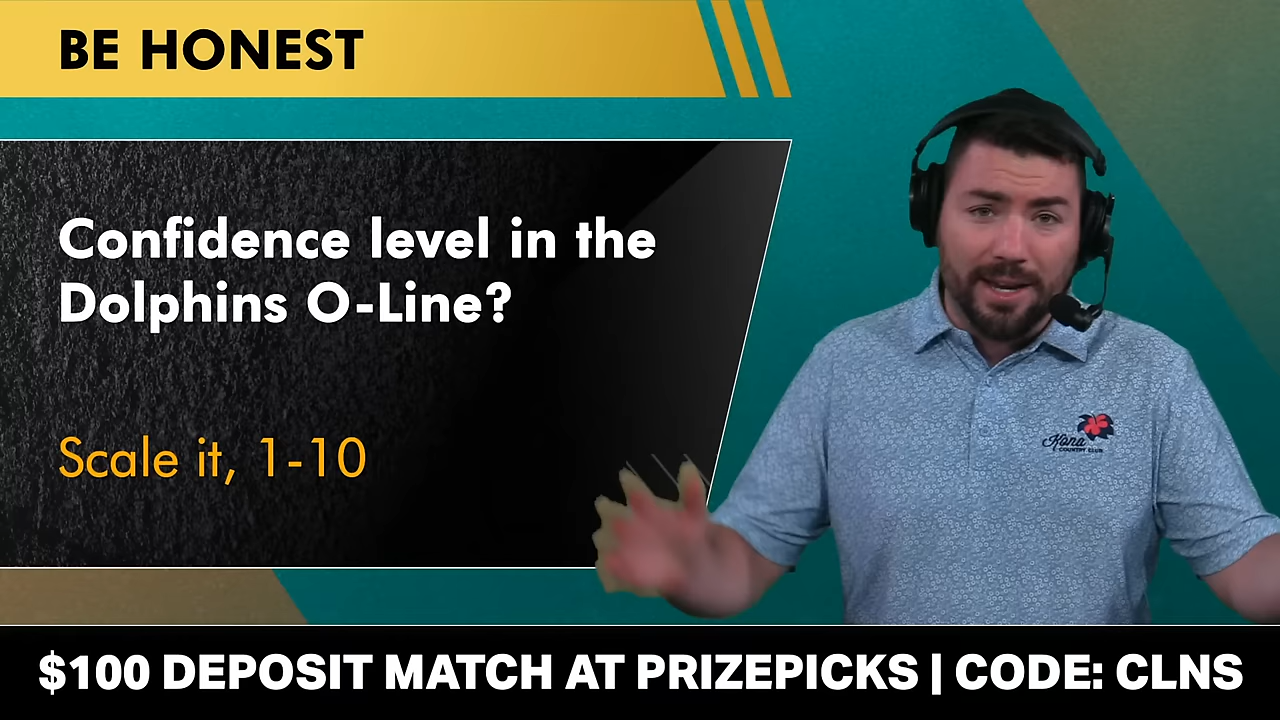 BE HONEST
Confidence level in the
Dolphins O-Line?
Scale it, 1-10
Kona
COUNTRY CLUB
$100 DEPOSIT MATCH AT PRIZEPICKS | CODE: CLNS